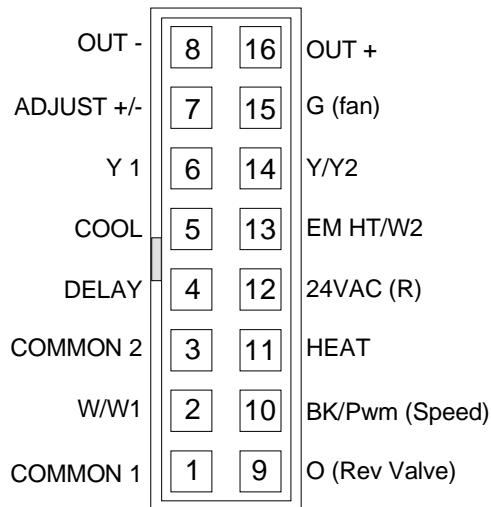 OUT - 8 16 OUT +
ADJUST +/- 7 15 G (fan)
Y 1 6 14 Y/Y2
COOL 5 13 EM HT/W2
DELAY 4 12 24VAC (R)
COMMON 2 3 11 HEAT
W/W1 2 10 BK/Pwm (Speed)
COMMON 1 1 9 O (Rev Valve)